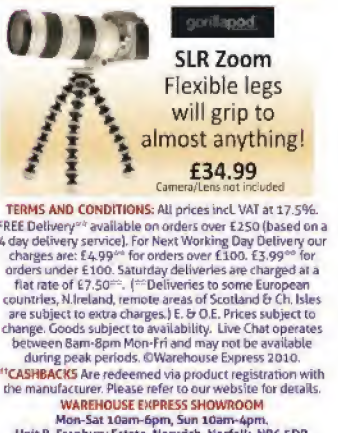 gorillapod
SLR Zoom
Flexible legs
will grip to
almost anything!
£34.99
Camera/Lens not included
TERMS AND CONDITIONS: All prices incl. VAT at 17.5%.
FREE Delivery** available on orders over £250 (based on a
4 day delivery service). For Next Working Day Delivery our
charges are: £4.99** for orders over £100. £3.99** for
orders under £100. Saturday deliveries are charged at a
flat rate of £7.50**. (**Deliveries to some European
countries, N.Ireland, remote areas of Scotland & Ch. Isles
are subject to extra charges.) E. & O.E. Prices subject to
change. Goods subject to availability. Live Chat operates
between 8am-8pm Mon-Fri and may not be available
during peak periods. ©Warehouse Express 2010.
††CASHBACKS Are redeemed via product registration with
the manufacturer. Please refer to our website for details.
WAREHOUSE EXPRESS SHOWROOM
Mon-Sat 10am-6pm, Sun 10am-4pm.
Unit B, Estate, Norwich, Norfolk, NR6 5DR